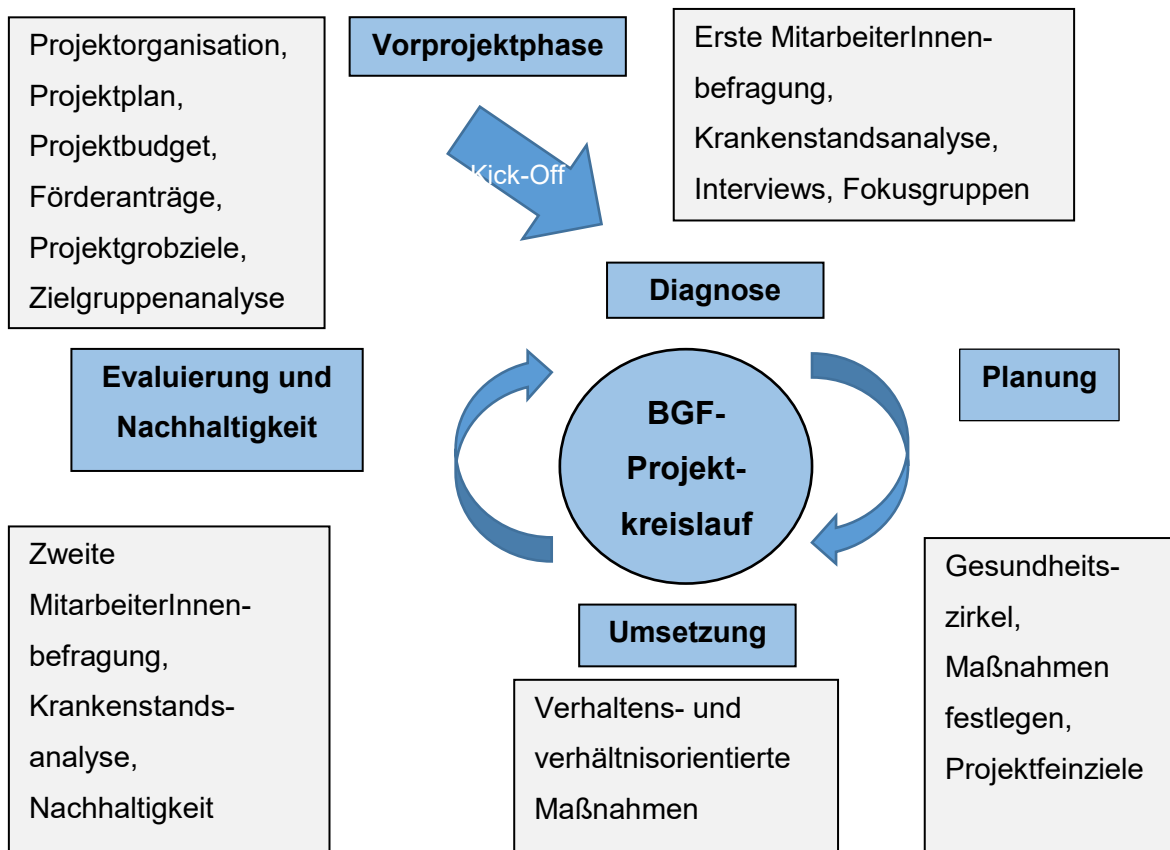 Projektorganisation,
Projektplan,
Projektbudget,
Förderanträge,
Projektgrobziele,
Zielgruppenanalyse
Vorprojektphase
Kick-Off
Erste MitarbeiterInnen-
befragung,
Krankenstandsanalyse,
Interviews, Fokusgruppen
Diagnose
Evaluierung und
Nachhaltigkeit
BGF-
Projekt-
kreislauf
Planung
Zweite
MitarbeiterInnen-
befragung,
Krankenstands-
analyse,
Nachhaltigkeit
Umsetzung
Verhaltens- und
verhältnisorientierte
Maßnahmen
Gesundheits-
zirkel,
Maßnahmen
festlegen,
Projektfeinziele